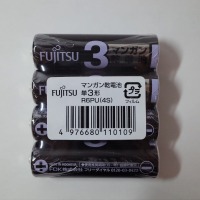 FUJITSU 3 マンガン
FUJITSU
マンガン乾電池
単3形
R6PU(4S)
プラ
フィルム
4 976680 110109